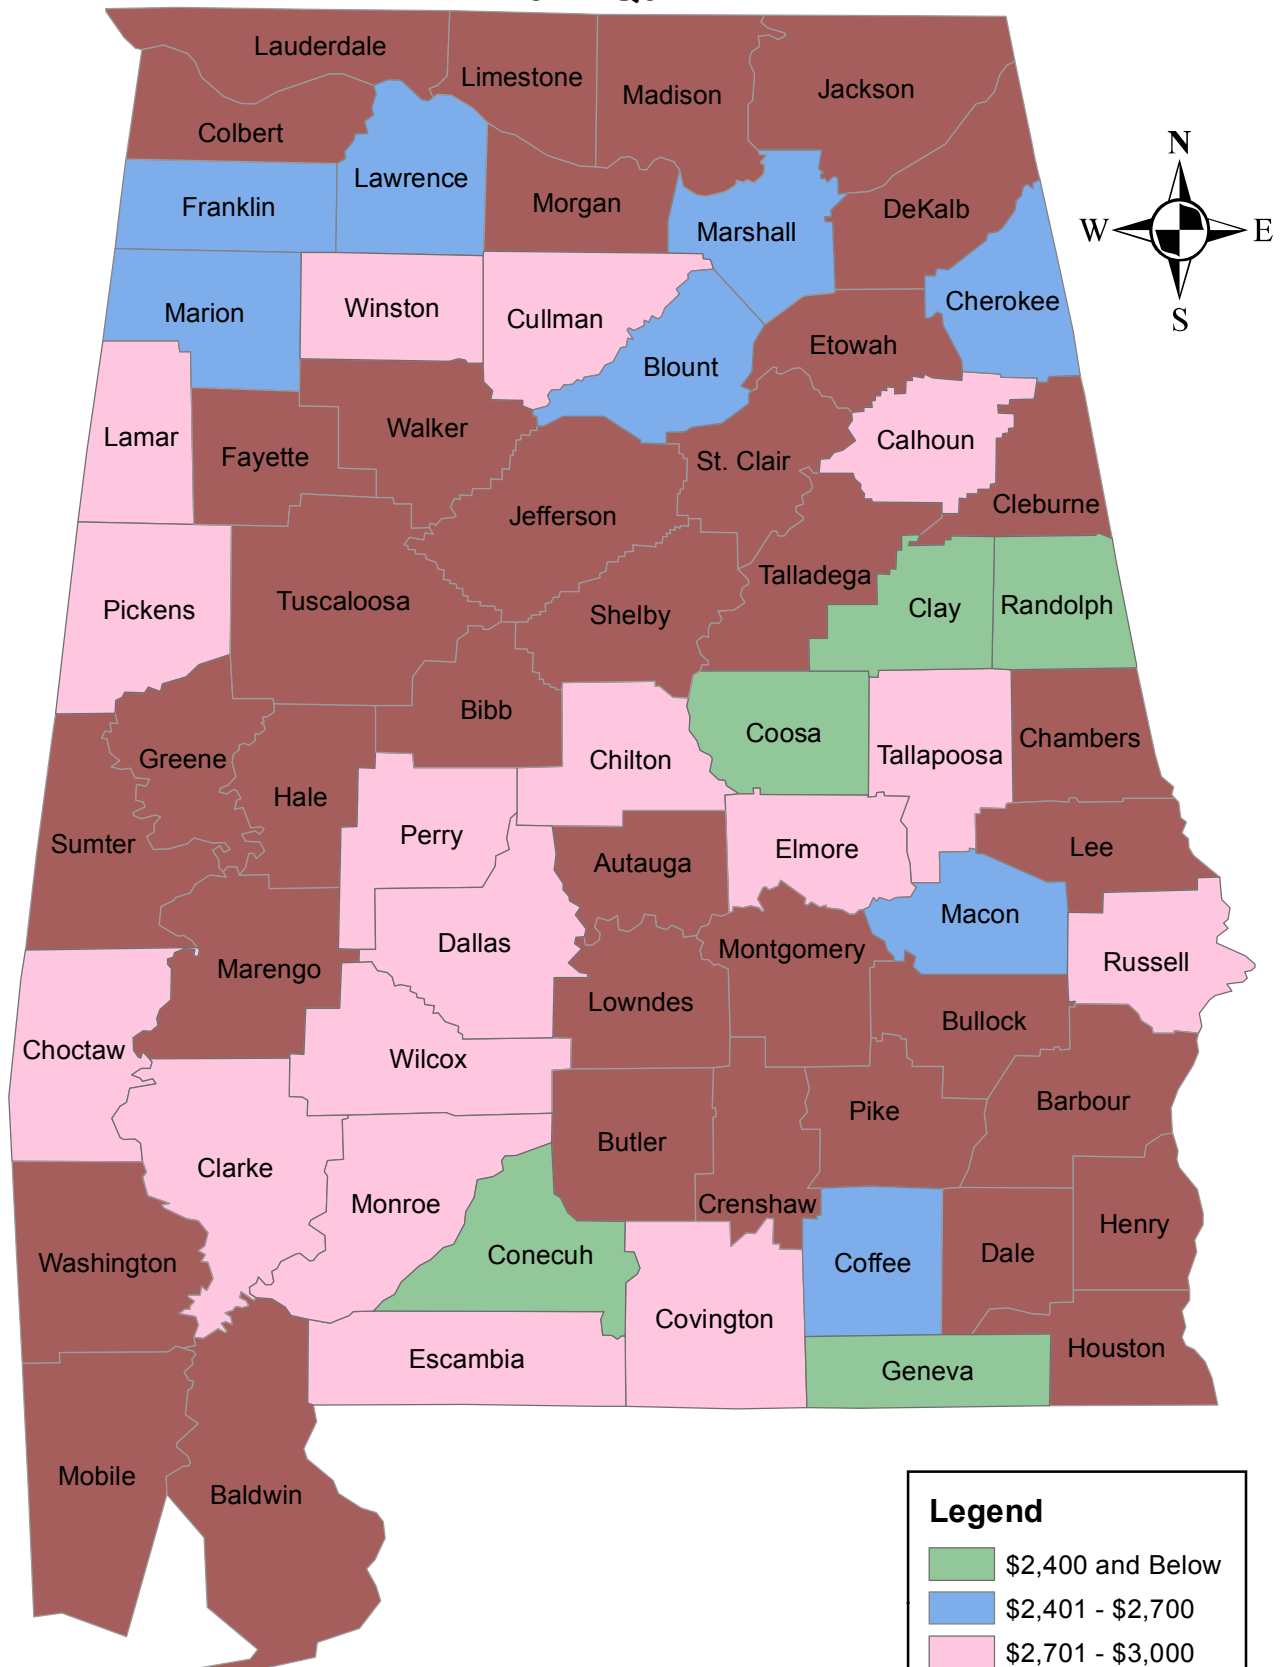 Lauderdale
Limestone
Madison
Jackson
Colbert
Lawrence
Franklin
Morgan
Marshall
DeKalb
N
W
E
S
Marion
Winston
Cullman
Cherokee
Etowah
Blount
Lamar
Fayette
Walker
St. Clair
Calhoun
Cleburne
Jefferson
Pickens
Tuscaloosa
Shelby
Talladega
Clay
Randolph
Bibb
Greene
Hale
Chilton
Coosa
Tallapoosa
Chambers
Sumter
Perry
Autauga
Elmore
Lee
Macon
Dallas
Marengo
Montgomery
Russell
Lowndes
Bullock
Choctaw
Wilcox
Barbour
Pike
Butler
Clarke
Monroe
Crenshaw
Henry
Washington
Conecuh
Coffee
Dale
Covington
Escambia
Houston
Geneva
Mobile
Baldwin
Legend
$2,400 and Below
$2,401 - $2,700
$2,701 - $3,000